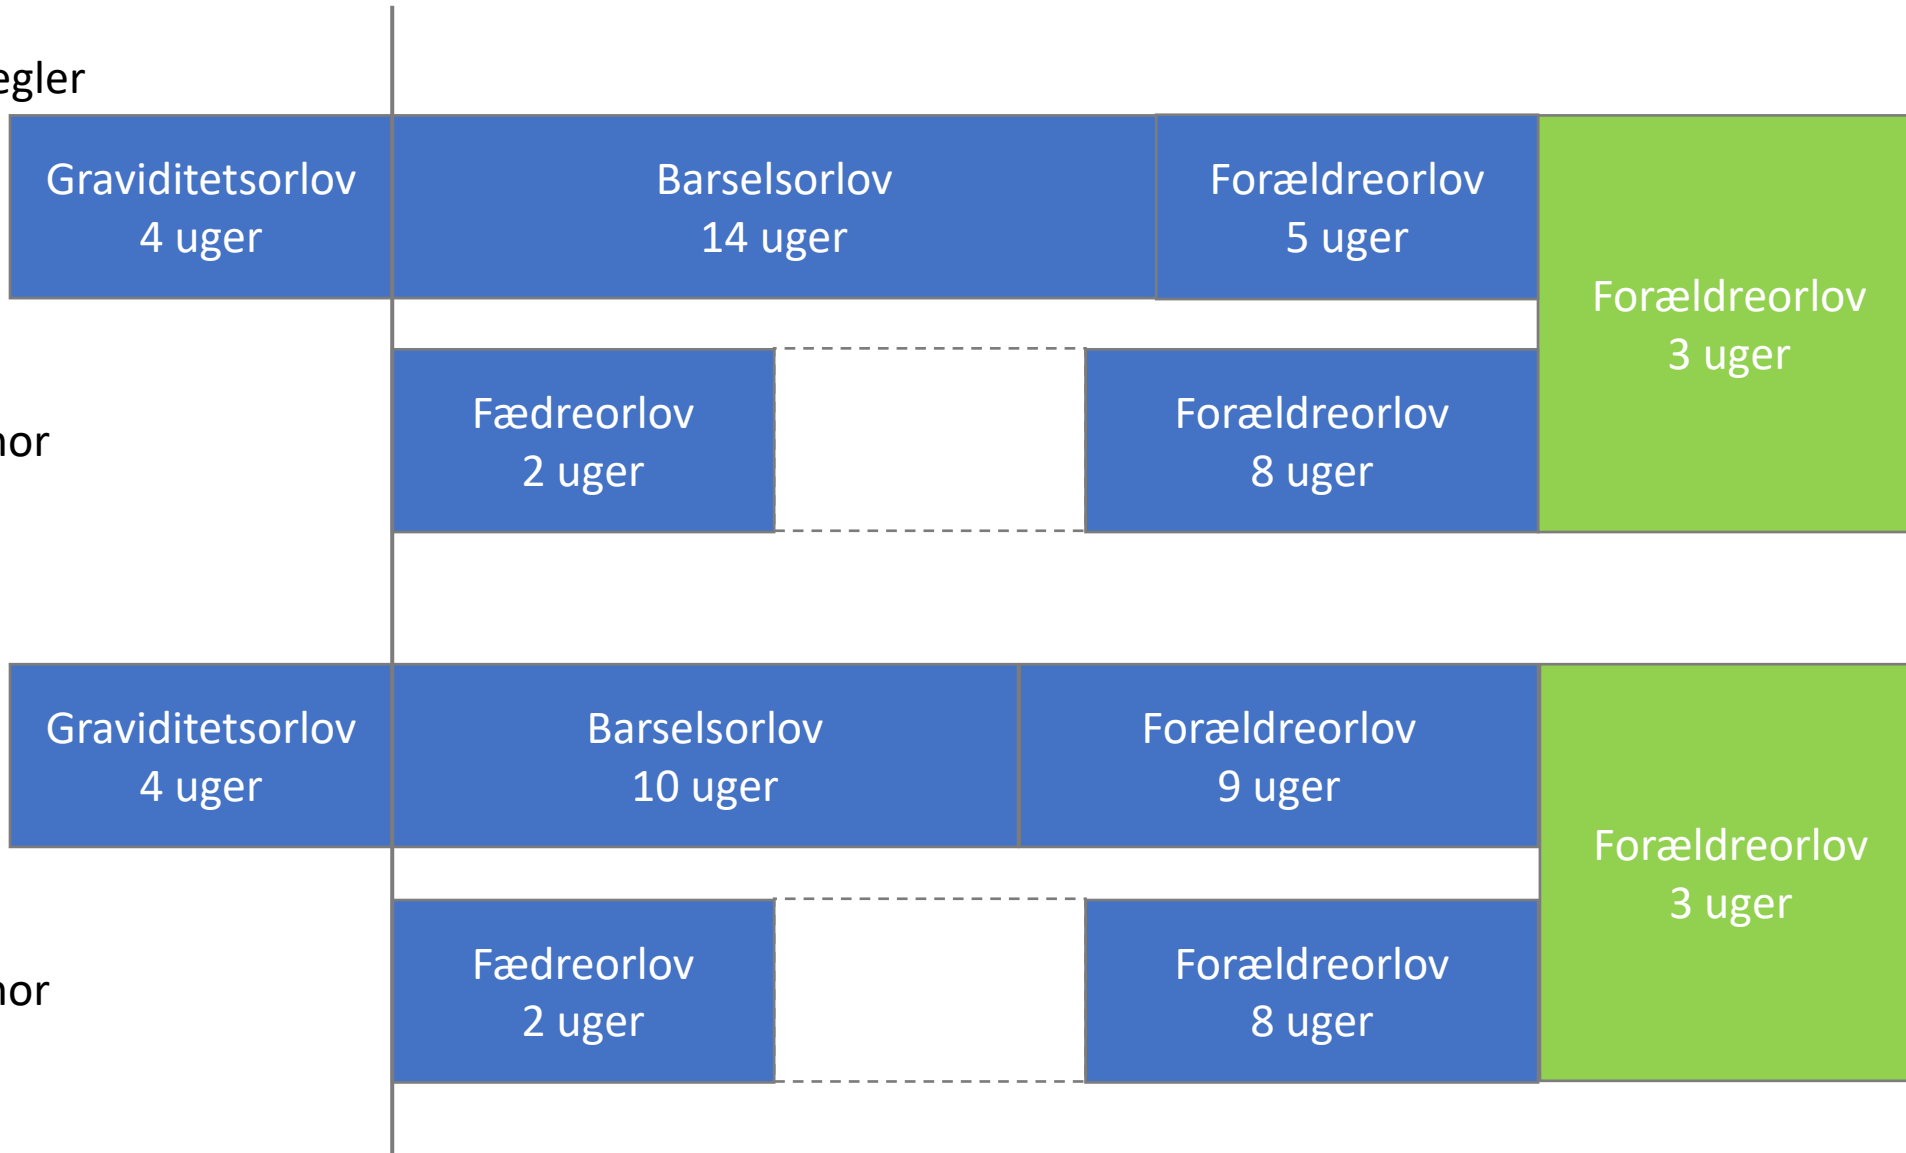 egler
Graviditetsorlov
4 uger
Barselsorlov
14 uger
Forældreorlov
5 uger
Forældreorlov
3 uger
Fædreorlov
2 uger
Forældreorlov
8 uger
nor
Graviditetsorlov
4 uger
Barselsorlov
10 uger
Forældreorlov
9 uger
Forældreorlov
3 uger
Fædreorlov
2 uger
Forældreorlov
8 uger
nor